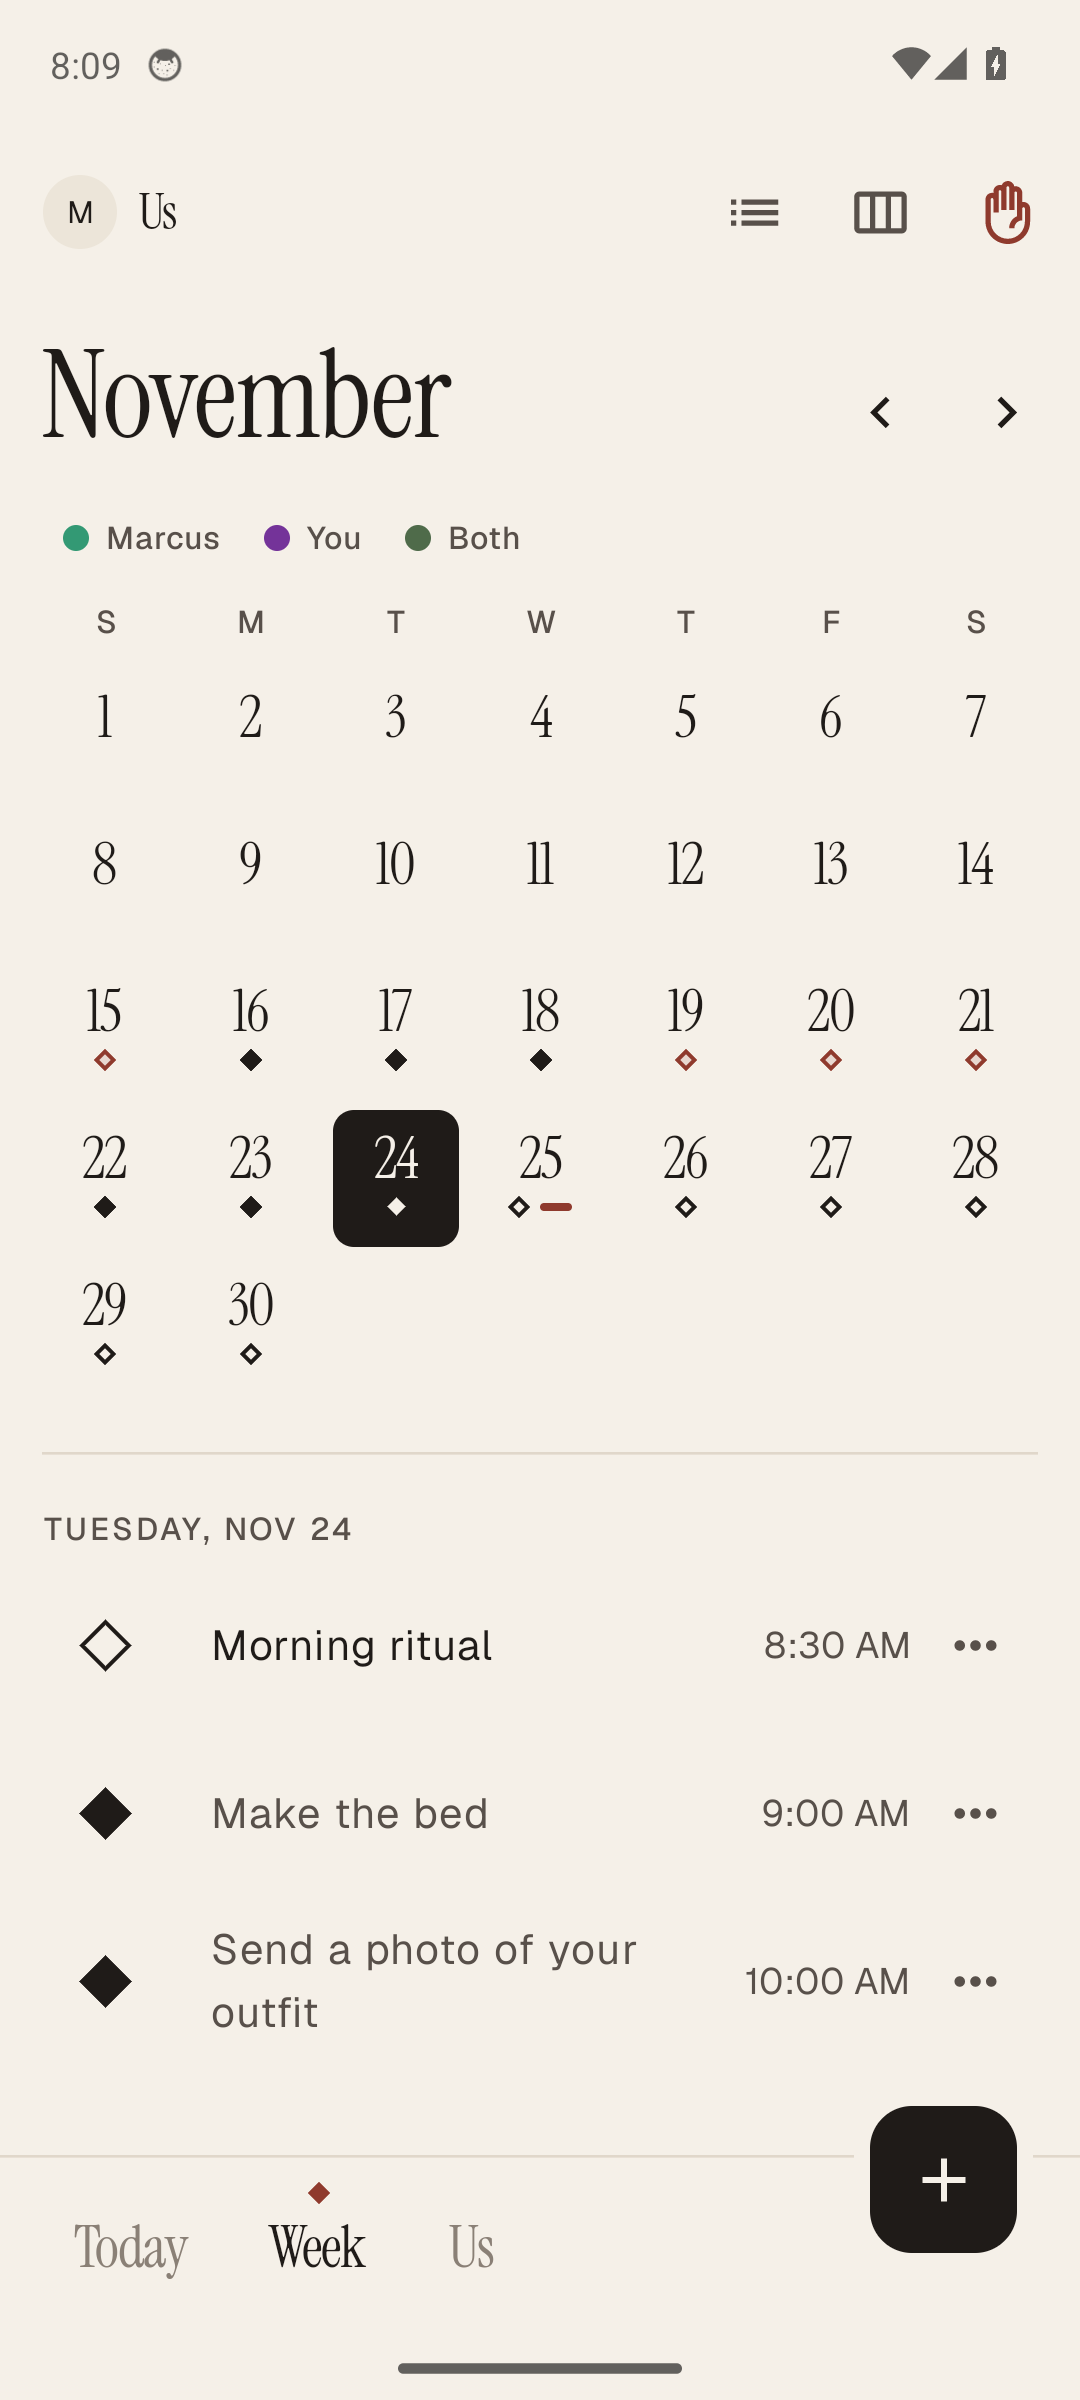 8:09
M Us
November
Marcus You Both
S M T W T F S
1 2 3 4 5 6 7
8 9 10 11 12 13 14
15 16 17 18 19 20 21
22 23 24 25 26 27 28
29 30
TUESDAY, NOV 24
Morning ritual 8:30 AM
Make the bed 9:00 AM
Send a photo of your
outfit 10:00 AM
Today Week Us